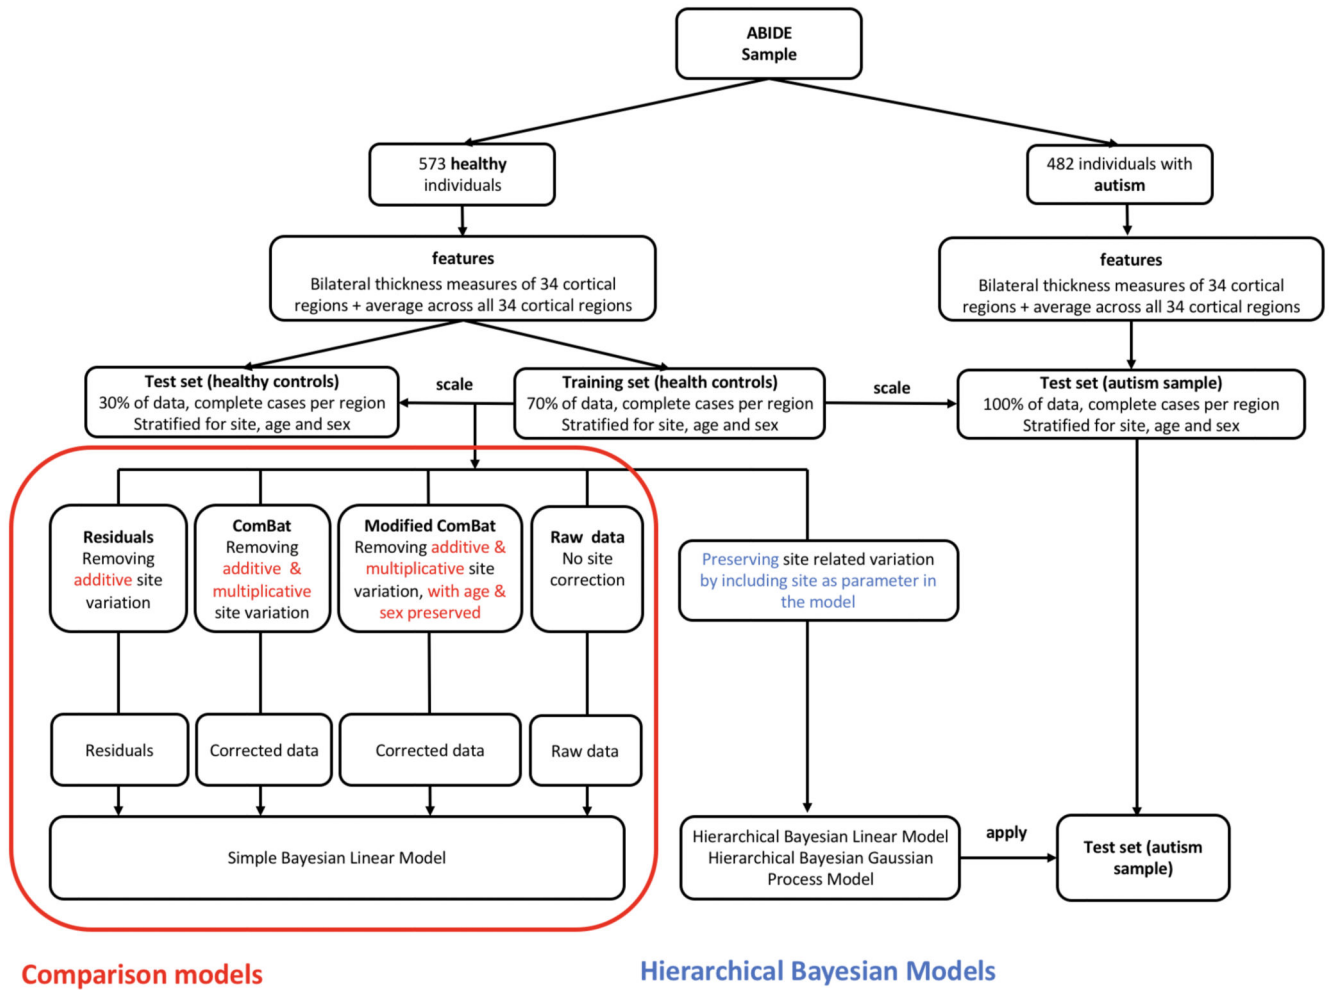 ABIDE
Sample
573 healthy
individuals
482 individuals with
autism
features
Bilateral thickness measures of 34 cortical
regions + average across all 34 cortical regions
features
Bilateral thickness measures of 34 cortical
regions + average across all 34 cortical regions
Test set (healthy controls)
30% of data, complete cases per region
Stratified for site, age and sex
scale
Training set (health controls)
70% of data, complete cases per region
Stratified for site, age and sex
scale
Test set (autism sample)
100% of data, complete cases per region
Stratified for site, age and sex
Residuals
Removing
additive site
variation
ComBat
Removing
additive &
multiplicative
site variation
Modified ComBat
Removing additive &
multiplicative site
variation, with age &
sex preserved
Raw data
No site
correction
Preserving site related variation
by including site as parameter in
the model
Residuals
Corrected data
Corrected data
Raw data
Simple Bayesian Linear Model
Hierarchical Bayesian Linear Model
Hierarchical Bayesian Gaussian
Process Model
apply
Test set (autism
sample)
Comparison models
Hierarchical Bayesian Models